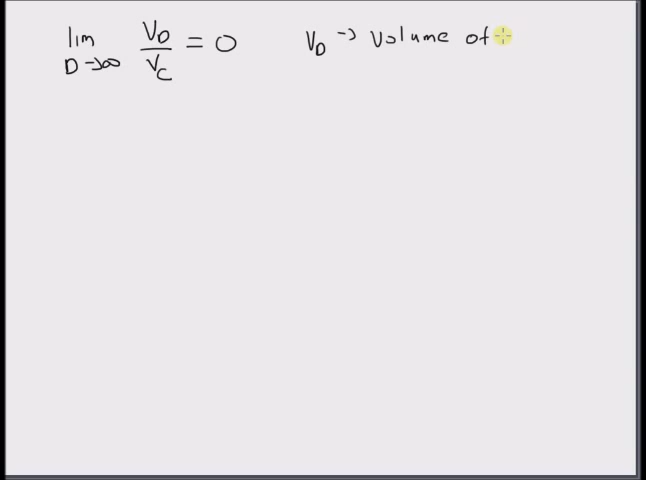 lim D→∞ V_D / V_C = 0
V_D → Volume of